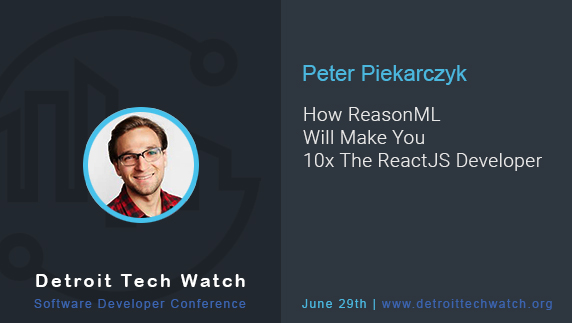 Peter Piekarczyk
How ReasonML
Will Make You
10x The ReactJS Developer
Detroit Tech Watch
Software Developer Conference
June 29th | www.detroittechwatch.org